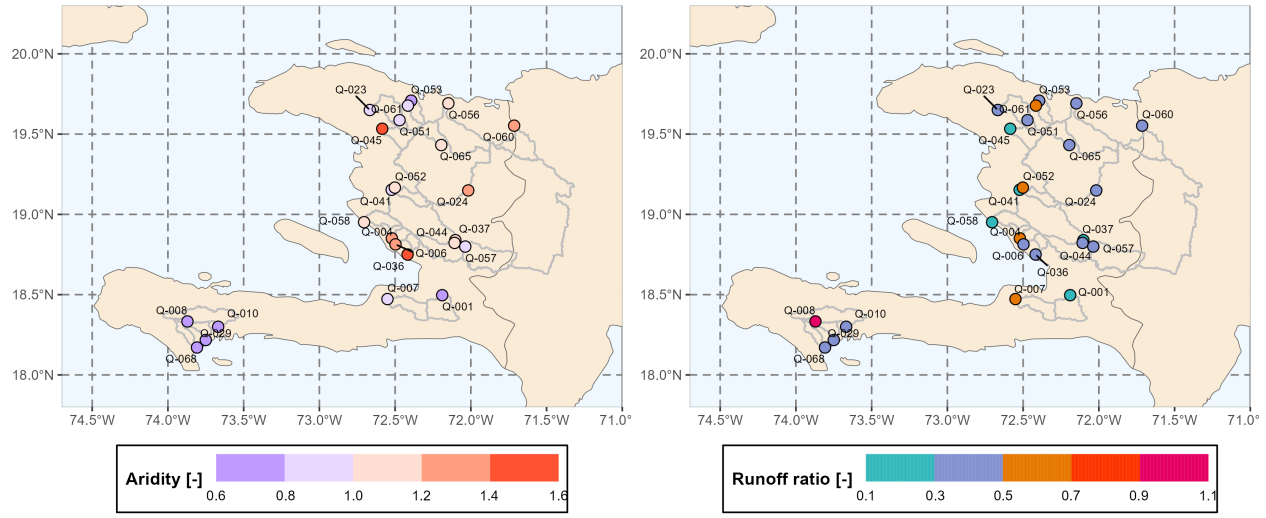 20.0°N
19.5°N
19.0°N
18.5°N
18.0°N
Q-023
Q-053
Q-061
Q-056
Q-051
Q-045
Q-060
Q-065
Q-052
Q-041
Q-024
Q-058
Q-004
Q-044
Q-037
Q-006
Q-057
Q-036
Q-007
Q-001
Q-008
Q-010
Q-029
Q-068
74.5°W 74.0°W 73.5°W 73.0°W 72.5°W 72.0°W 71.5°W 71.0°
Aridity [-]
0.6 0.8 1.0 1.2 1.4 1.6
20.0°N
19.5°N
19.0°N
18.5°N
18.0°N
Q-023
Q-053
Q-061
Q-056
Q-051
Q-045
Q-060
Q-065
Q-052
Q-041
Q-024
Q-058
Q-004
Q-037
Q-006
Q-044
Q-057
Q-036
Q-007
Q-001
Q-008
Q-010
Q-029
Q-068
74.5°W 74.0°W 73.5°W 73.0°W 72.5°W 72.0°W 71.5°W 71.0°
Runoff ratio [-]
0.1 0.3 0.5 0.7 0.9 1.1